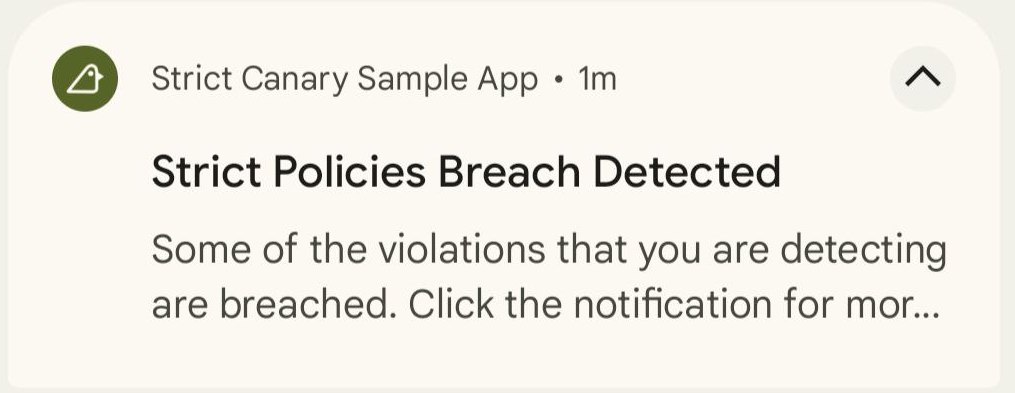 Strict Canary Sample App • 1m
Strict Policies Breach Detected
Some of the violations that you are detecting
are breached. Click the notification for mor...